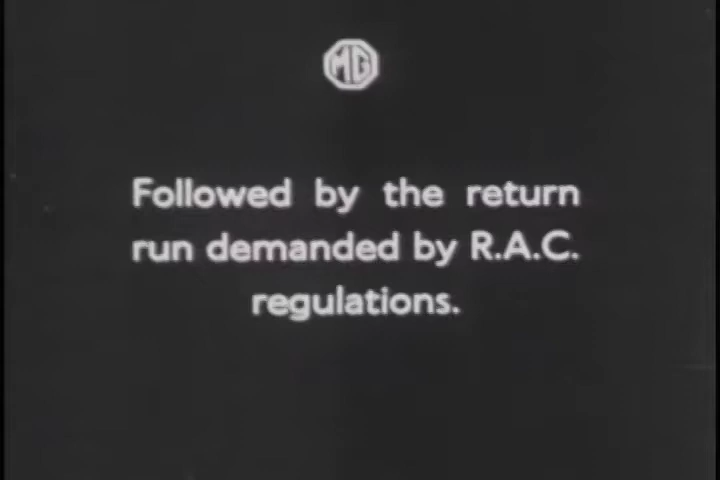 MG
Followed by the return
run demanded by R.A.C.
regulations.